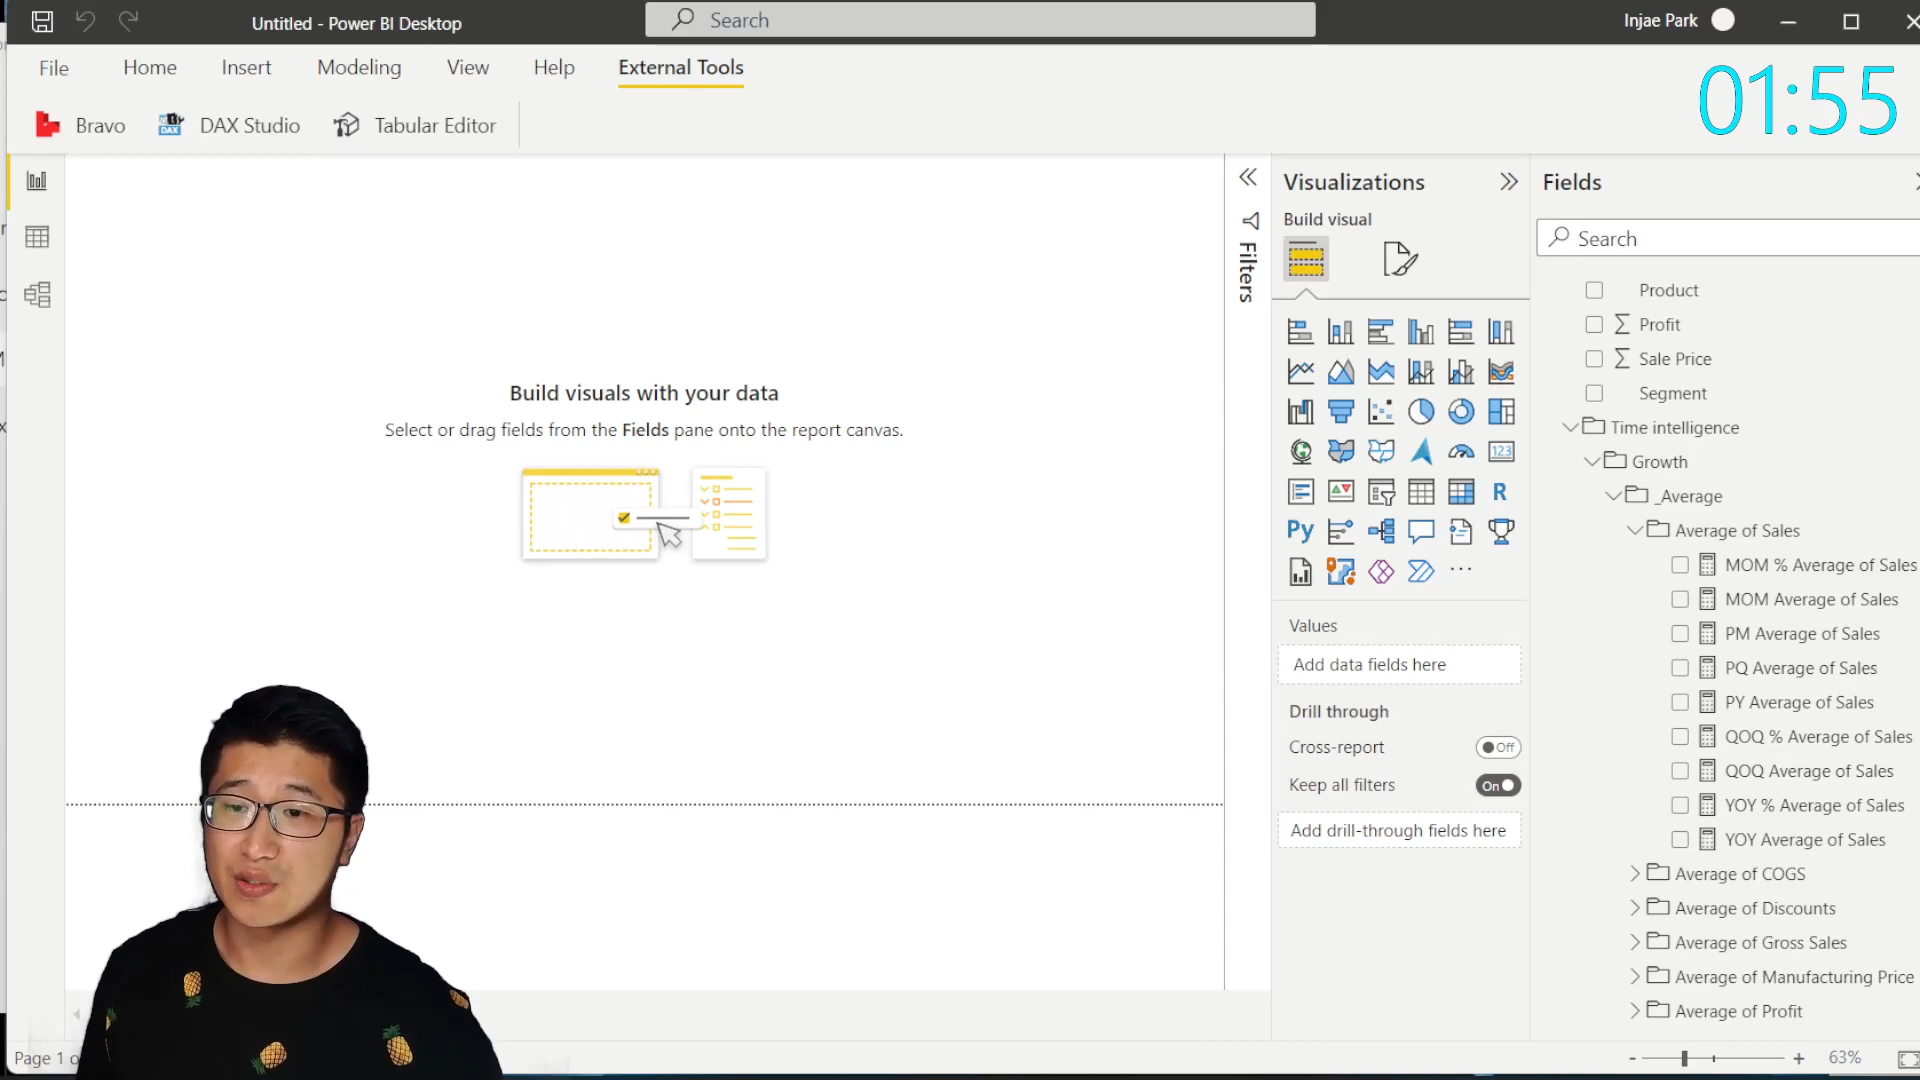 Untitled - Power BI Desktop
Search
Injae Park
File Home Insert Modeling View Help External Tools
01:55
Bravo DAX Studio Tabular Editor
Filters
Visualizations
Build visual
Fields
Search
Build visuals with your data
Select or drag fields from the Fields pane onto the report canvas.
123
R
Py
Values
Add data fields here
Drill through
Cross-report Off
Keep all filters On
Add drill-through fields here
Product
Profit
Sale Price
Segment
Time intelligence
Growth
_Average
Average of Sales
MOM % Average of Sales
MOM Average of Sales
PM Average of Sales
PQ Average of Sales
PY Average of Sales
QOQ % Average of Sales
QOQ Average of Sales
YOY % Average of Sales
YOY Average of Sales
Average of COGS
Average of Discounts
Average of Gross Sales
Average of Manufacturing Price
Average of Profit
Page 1 o
- + 63%